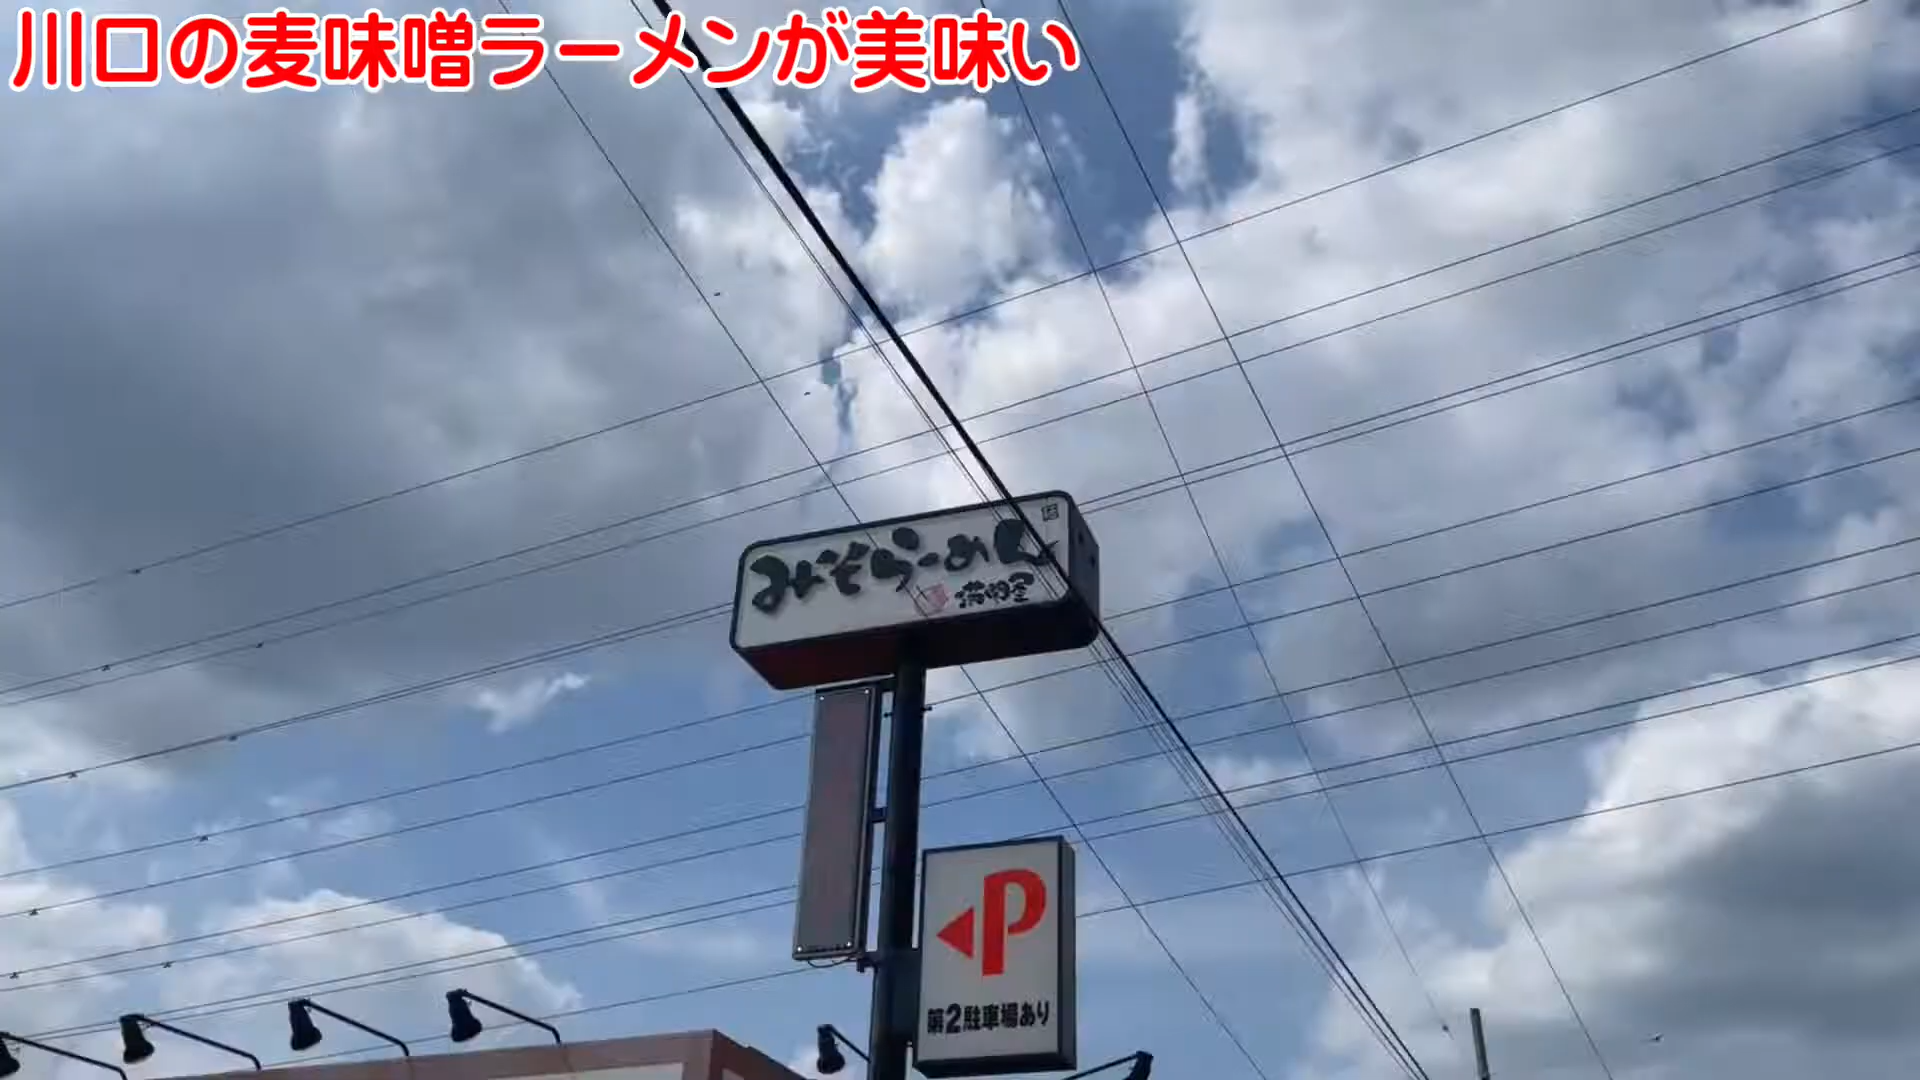 川口の麦味噌ラーメンが美味い
みそらーめん
P
第2駐車場あり